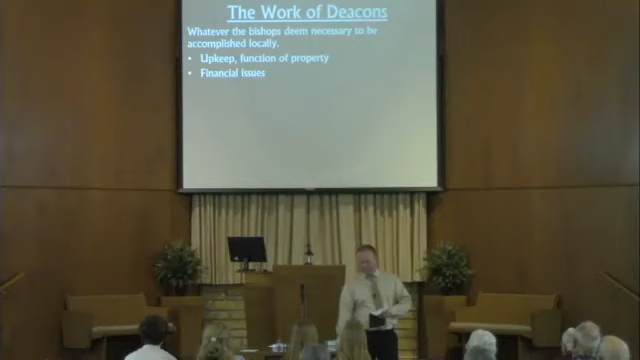 The Work of Deacons
Whatever the bishops deem necessary to be
accomplished locally.
• Upkeep, function of property
• Financial issues